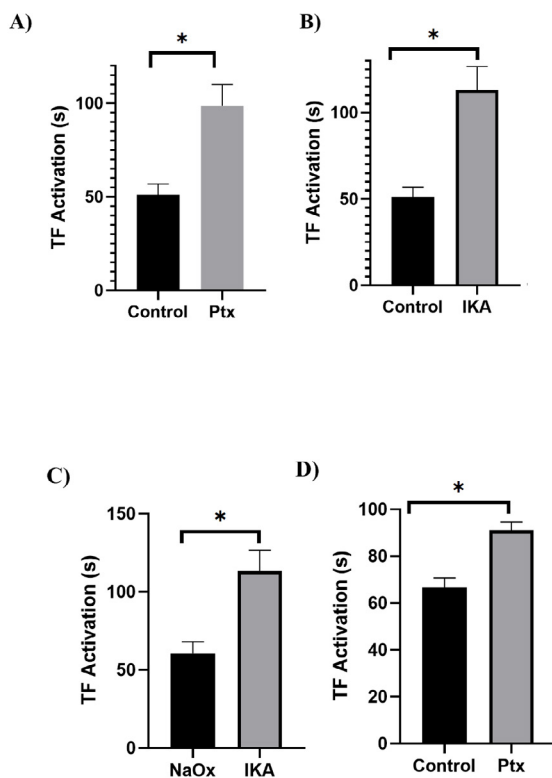 A)
*
TF Activation (s)
100
50
0
Control Ptx
B)
*
TF Activation (s)
100
50
0
Control IKA
C)
*
TF Activation (s)
150
100
50
0
NaOx IKA
D)
*
TF Activation (s)
100
80
60
40
20
0
Control Ptx